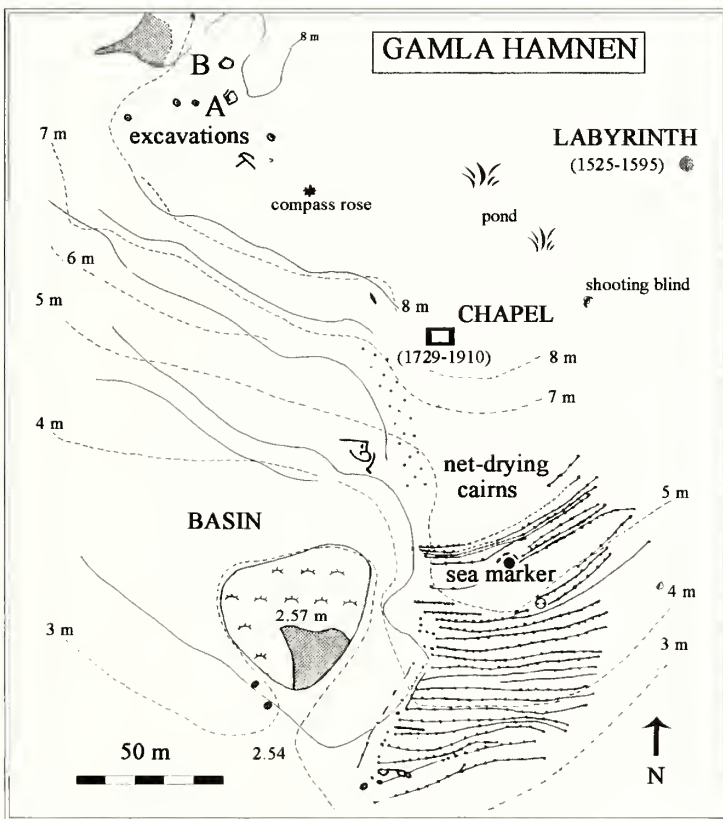 GAMLA HAMNEN
8 m
B
A
excavations
7 m
LABYRINTH
(1525-1595)
compass rose
pond
6 m
5 m
shooting blind
8 m
CHAPEL
(1729-1910)
8 m
7 m
4 m
net-drying
cairns
5 m
BASIN
sea marker
4 m
2.57 m
3 m
3 m
50 m
2.54
N